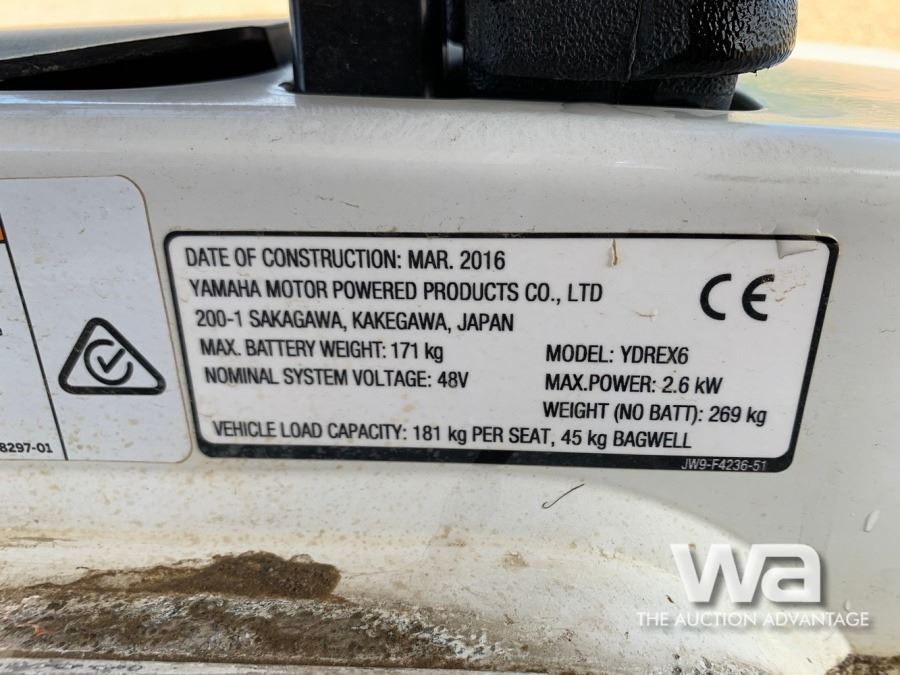 DATE OF CONSTRUCTION: MAR. 2016
YAMAHA MOTOR POWERED PRODUCTS CO., LTD
200-1 SAKAGAWA, KAKEGAWA, JAPAN
MAX. BATTERY WEIGHT: 171 kg
NOMINAL SYSTEM VOLTAGE: 48V
CE
MODEL: YDREX6
MAX.POWER: 2.6 kW
WEIGHT (NO BATT): 269 kg
VEHICLE LOAD CAPACITY: 181 kg PER SEAT, 45 kg BAGWELL
JW9-F4236-51
8297-01
wa
THE AUCTION ADVANTAGE